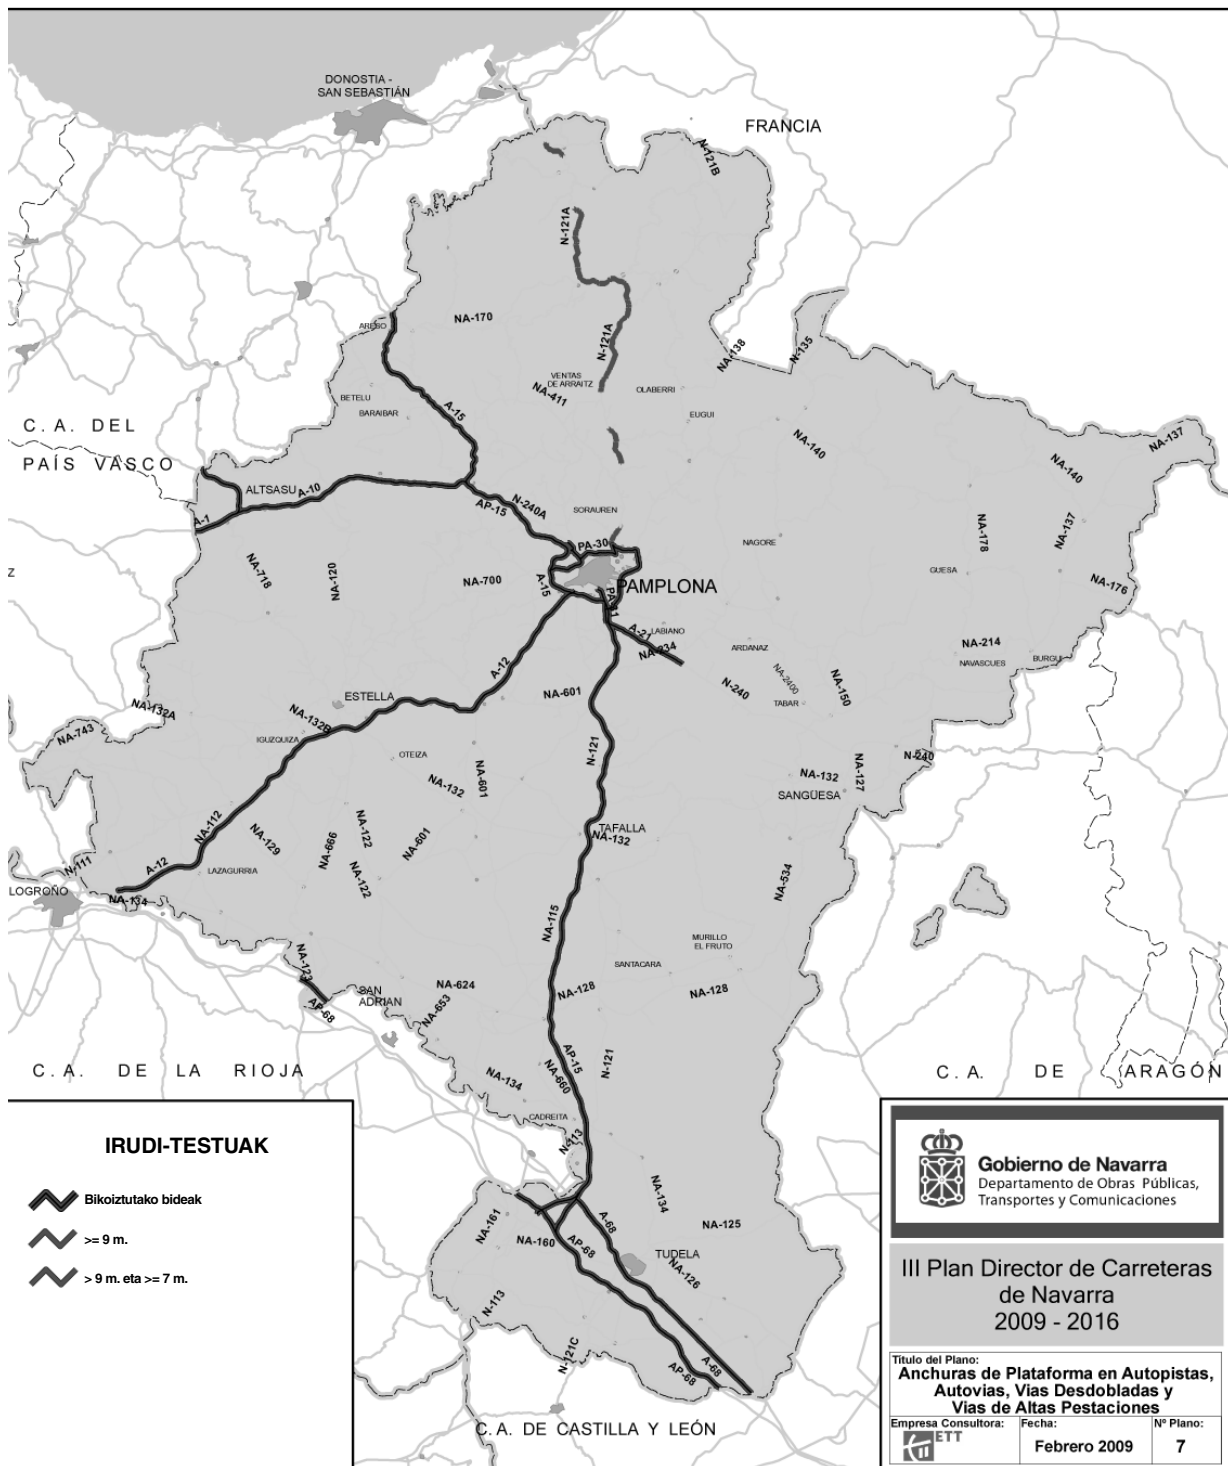 DONOSTIA -
SAN SEBASTIÁN
FRANCIA
N-121B
N-121A
ARESO
NA-170
N-121A
NA-138
N-135
VENTAS
DE ARRAITZ
NA-411
OLABERRI
BETELU
BARAIBAR
A-15
EUGUI
C. A. DEL
PAÍS VASCO
NA-140
NA-140
NA-137
ALTSASU
A-10
A-1
AP-15
N-240A
SORAUREN
PA-30
NAGORE
NA-178
NA-137
Z
NA-718
NA-120
NA-700
A-15
PAMPLONA
GUESA
NA-176
A-21
LABIANO
NA-234
ARDANAZ
NA-214
NAVASCUES
BURGUI
A-12
ESTELLA
NA-601
N-240
NA-2400
TABAR
NA-150
NA-132A
NA-132B
NA-743
IGUZQUIZA
OTEIZA
N-121
N-240
NA-132
NA-601
NA-132
NA-127
SANGÜESA
NA-112
NA-129
NA-666
NA-122
NA-601
TAFALLA
NA-132
N-111
A-12
LAZAGURRIA
NA-122
NA-534
LOGROÑO
NA-134
NA-115
MURILLO
EL FRUTO
SANTACARA
NA-123
AP-68
SAN
ADRIAN
NA-624
NA-653
NA-128
NA-128
C. A. DE LA RIOJA
NA-134
AP-15
NA-660
N-121
C. A. DE ARAGÓN
CADREITA
N-113
IRUDI-TESTUAK
Bikoiztutako bideak
>= 9 m.
> 9 m. eta >= 7 m.
NA-161
NA-160
AP-68
A-68
NA-134
NA-125
TUDELA
NA-126
N-113
N-121C
AP-68
A-68
C. A. DE CASTILLA Y LEÓN
Gobierno de Navarra
Departamento de Obras Públicas,
Transportes y Comunicaciones
III Plan Director de Carreteras
de Navarra
2009 - 2016
Titulo del Plano:
Anchuras de Plataforma en Autopistas,
Autovias, Vias Desdobladas y
Vias de Altas Pestaciones
Empresa Consultora:
ETT
Fecha:
Febrero 2009
Nº Plano:
7